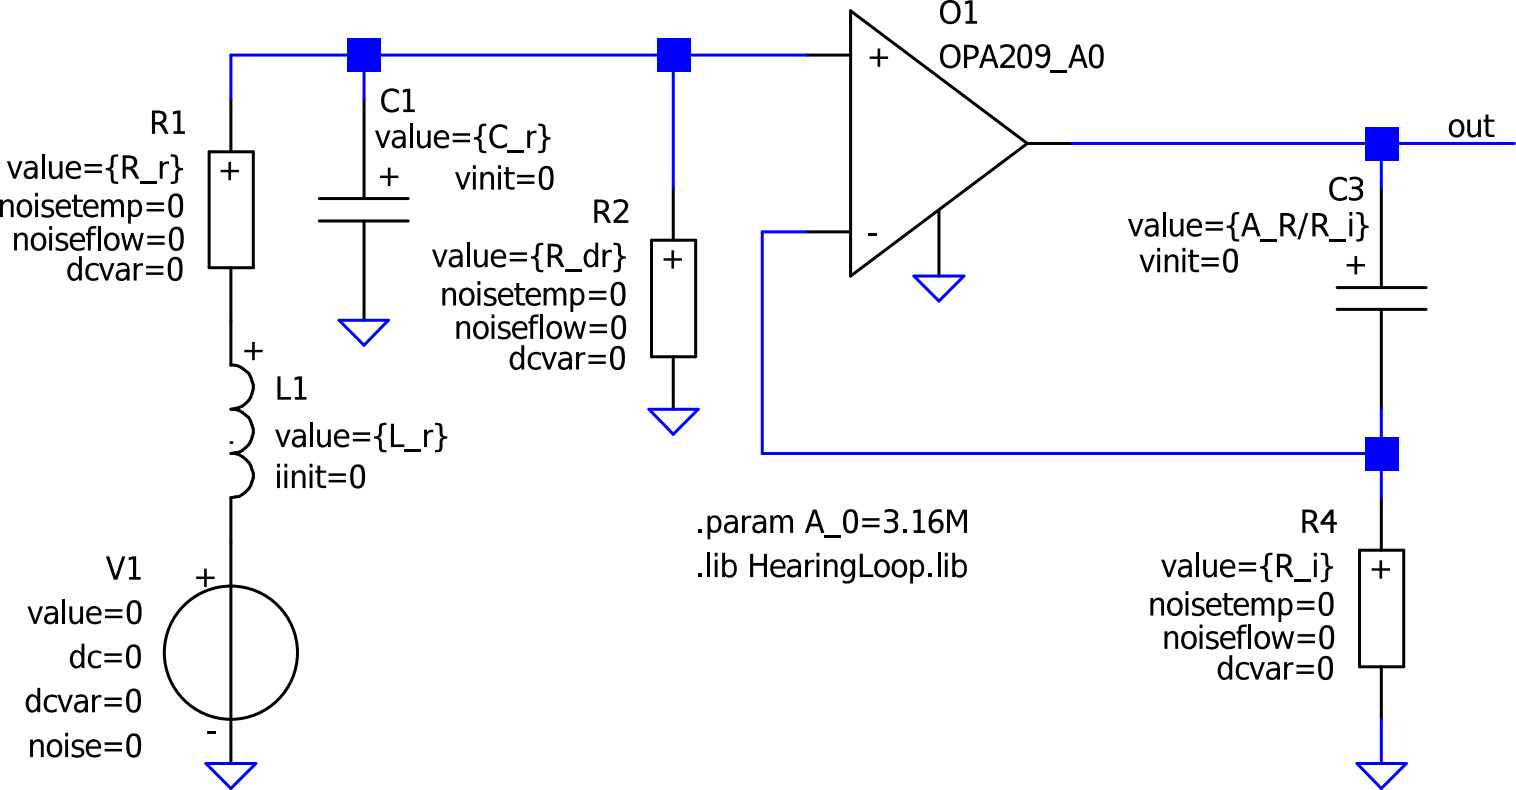 O1
OPA209_A0
+
-
out
R1
value={R_r}
+
noisetemp=0
noiseflow=0
dcvar=0
C1
value={C_r}
+
vinit=0
R2
value={R_dr}
+
noisetemp=0
noiseflow=0
dcvar=0
C3
value={A_R/R_i}
vinit=0
+
+
L1
value={L_r}
iinit=0
.param A_0=3.16M
.lib HearingLoop.lib
V1
+
value=0
dc=0
dcvar=0
-
noise=0
R4
value={R_i}
+
noisetemp=0
noiseflow=0
dcvar=0